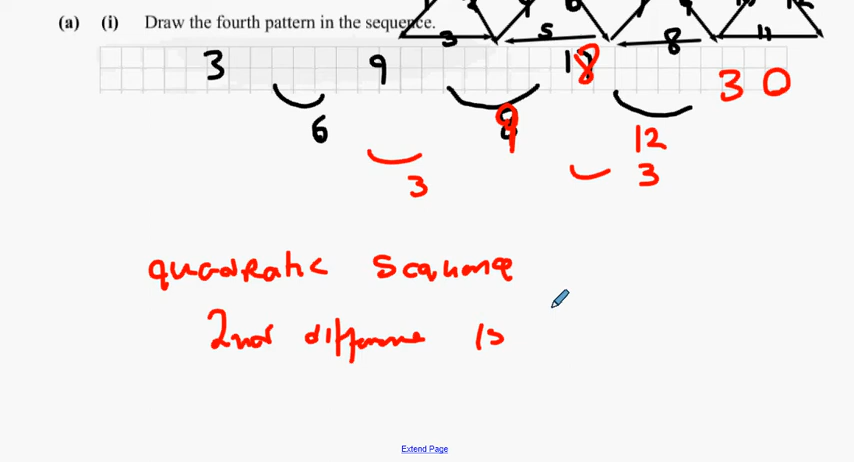 (a) (i) Draw the fourth pattern in the sequence.
3 5 8 11
3 9 18 30
6 9 12
3 3
quadratic sequence
2nd difference is
Extend Page